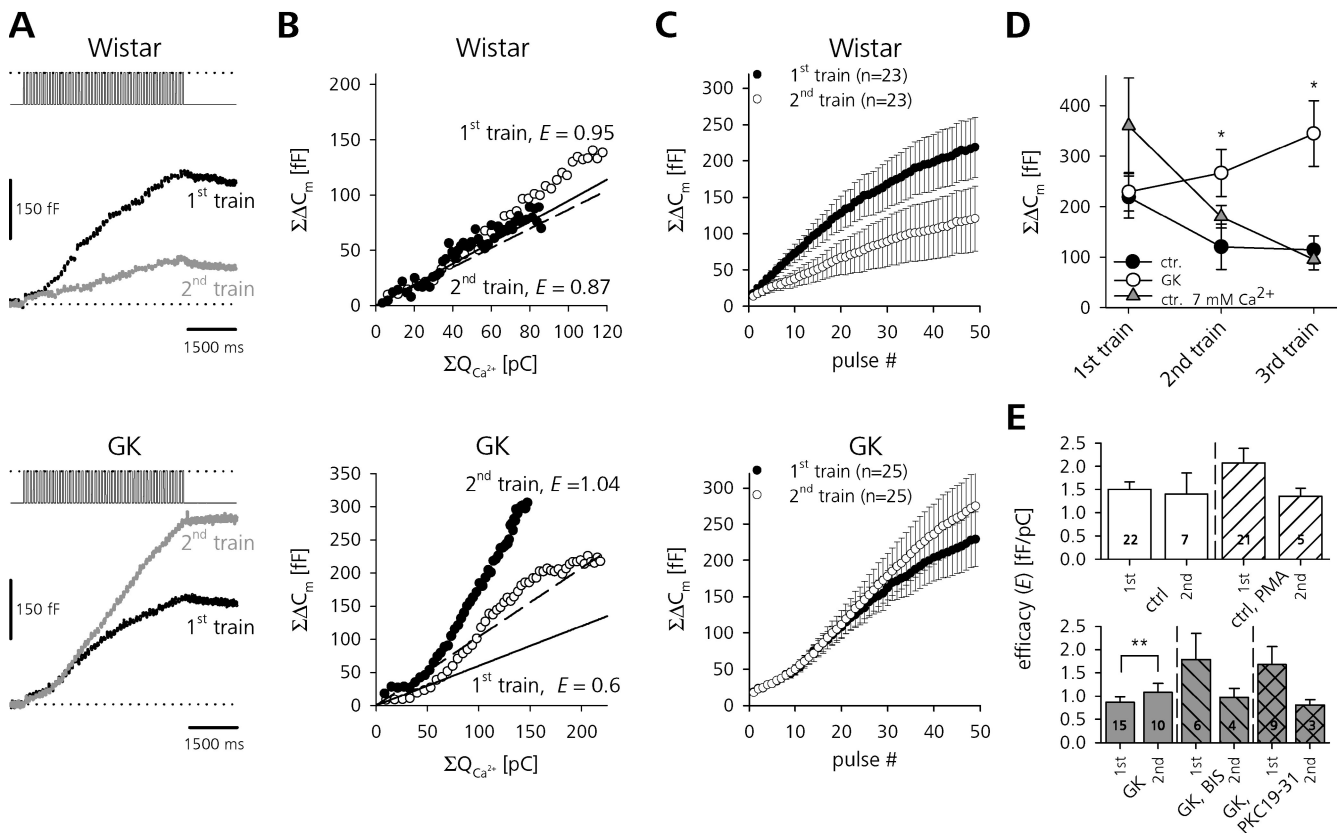 A
Wistar
150 fF
1st train
2nd train
1500 ms
GK
150 fF
2nd train
1st train
1500 ms
B
Wistar
ΣΔCm [fF]
200
150
100
50
0
1st train, E = 0.95
2nd train, E = 0.87
0 20 40 60 80 100 120
ΣQCa2+ [pC]
GK
ΣΔCm [fF]
350
300
250
200
150
100
50
0
2nd train, E =1.04
1st train, E = 0.6
0 50 100 150 200
ΣQCa2+ [pC]
C
Wistar
1st train (n=23)
2nd train (n=23)
ΣΔCm [fF]
300
250
200
150
100
50
0
0 10 20 30 40 50
pulse #
GK
1st train (n=25)
2nd train (n=25)
ΣΔCm [fF]
300
250
200
150
100
50
0
0 10 20 30 40 50
pulse #
D
ΣΔCm [fF]
400
300
200
100
0
*
*
ctr.
GK
ctr. 7 mM Ca2+
1st train
2nd train
3rd train
E
efficacy (E) [fF/pC]
2.5
2.0
1.5
1.0
0.5
0.0
22
7
21
5
1st
2nd
1st
2nd
ctrl
ctrl, PMA
2.5
2.0
1.5
1.0
0.5
0.0
**
15
10
6
4
9
3
1st
2nd
1st
2nd
1st
2nd
GK
GK, BIS
GK,
PKC19-31